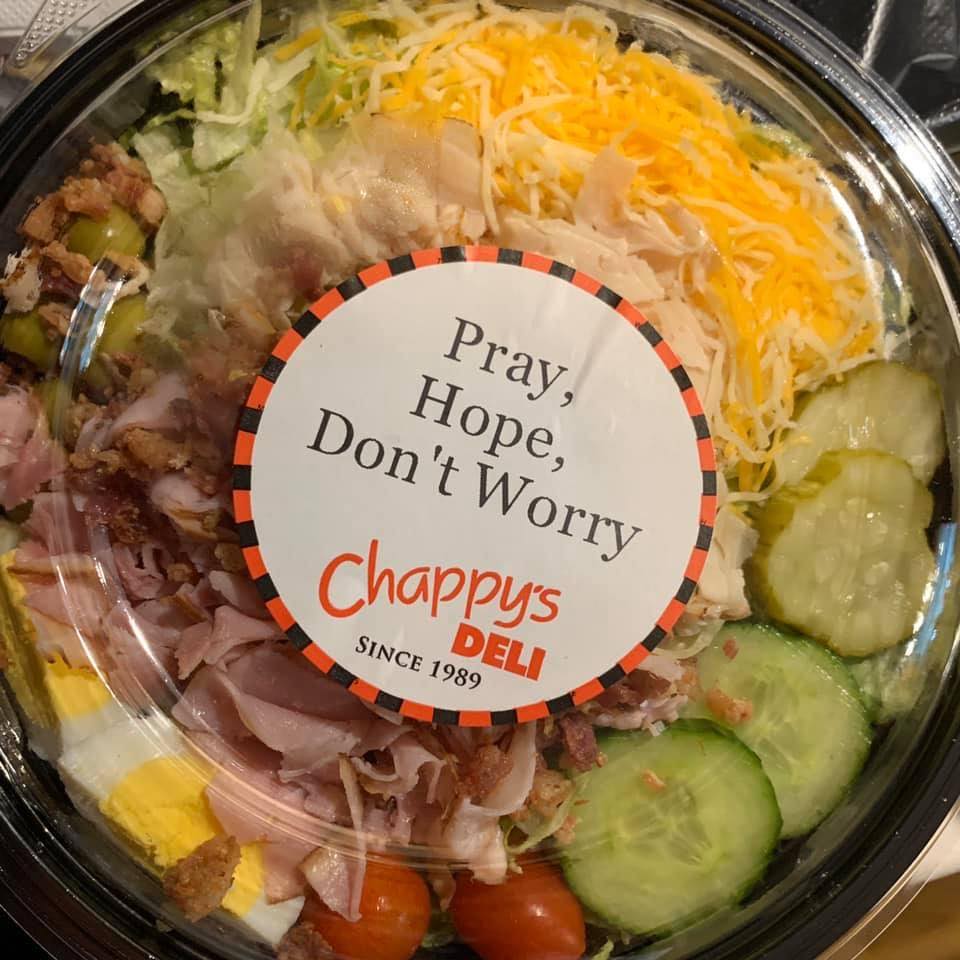 Pray,
Hope,
Don't Worry
Chappy's
DELI
SINCE 1989